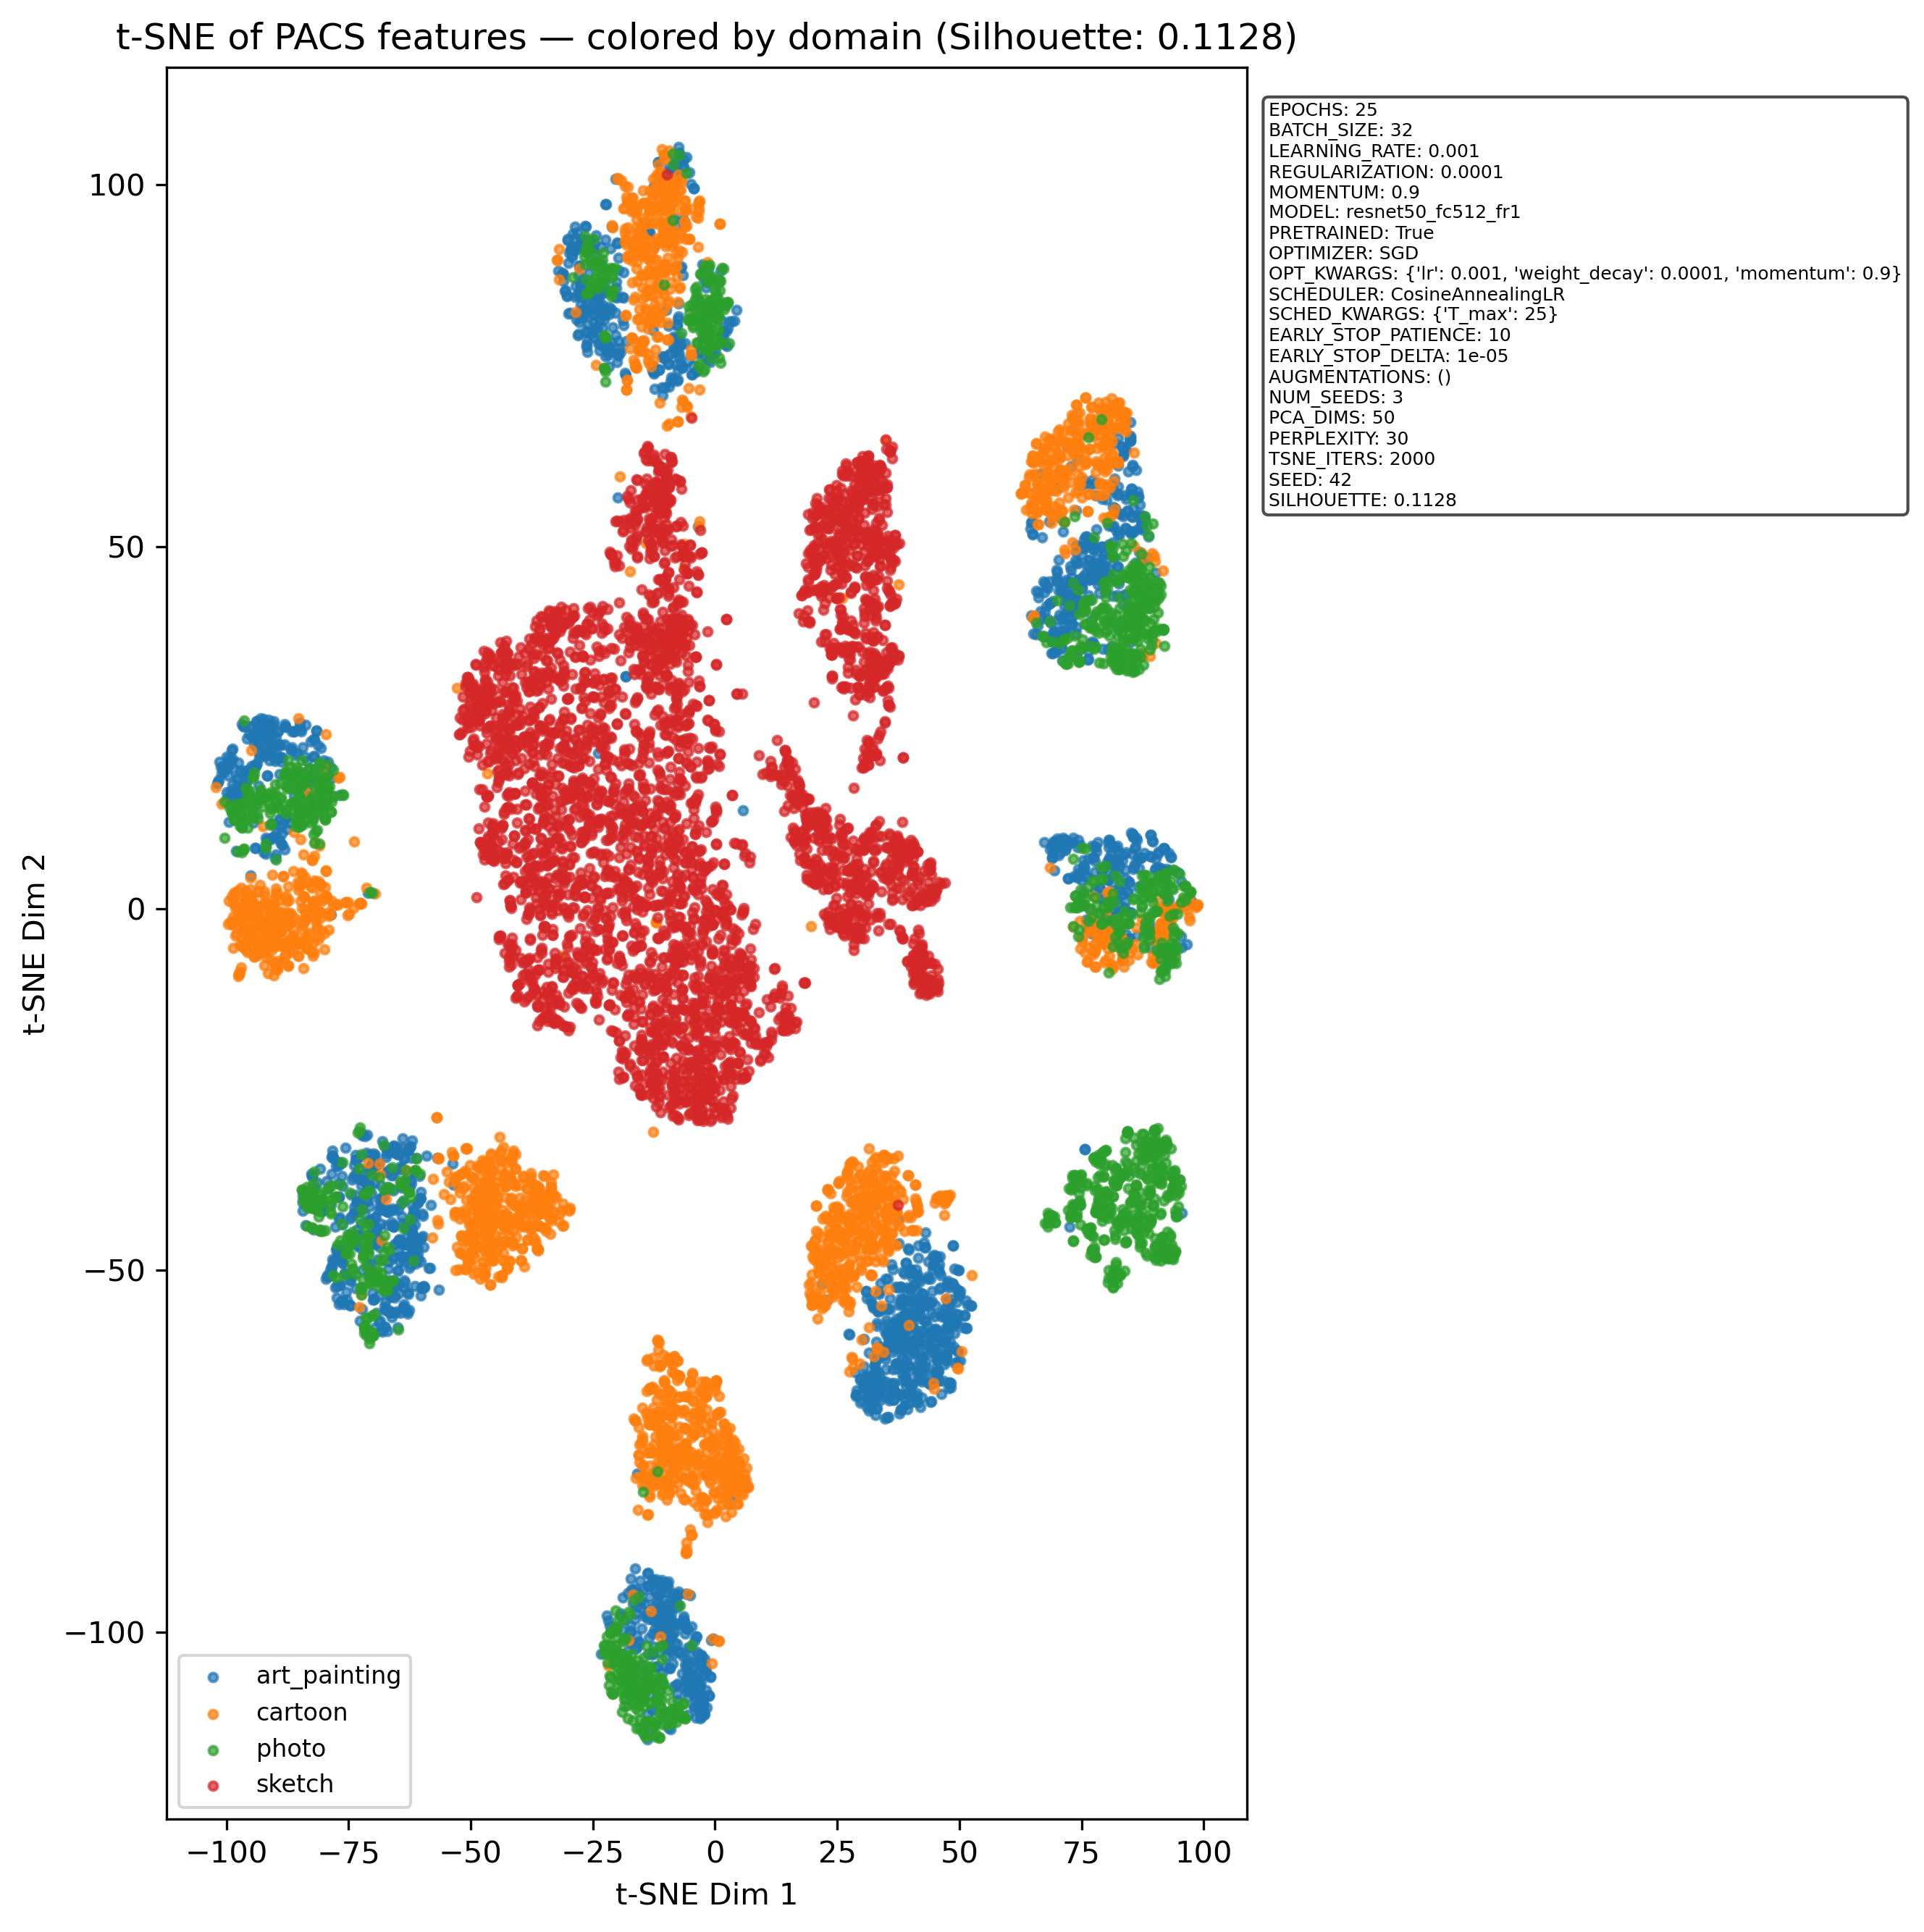 t-SNE of PACS features — colored by domain (Silhouette: 0.1128)
EPOCHS: 25
BATCH_SIZE: 32
LEARNING_RATE: 0.001
REGULARIZATION: 0.0001
MOMENTUM: 0.9
MODEL: resnet50_fc512_fr1
PRETRAINED: True
OPTIMIZER: SGD
OPT_KWARGS: {'lr': 0.001, 'weight_decay': 0.0001, 'momentum': 0.9}
SCHEDULER: CosineAnnealingLR
SCHED_KWARGS: {'T_max': 25}
EARLY_STOP_PATIENCE: 10
EARLY_STOP_DELTA: 1e-05
AUGMENTATIONS: ()
NUM_SEEDS: 3
PCA_DIMS: 50
PERPLEXITY: 30
TSNE_ITERS: 2000
SEED: 42
SILHOUETTE: 0.1128
t-SNE Dim 2
100
50
0
−50
−100
art_painting
cartoon
photo
sketch
−100 −75 −50 −25 0 25 50 75 100
t-SNE Dim 1